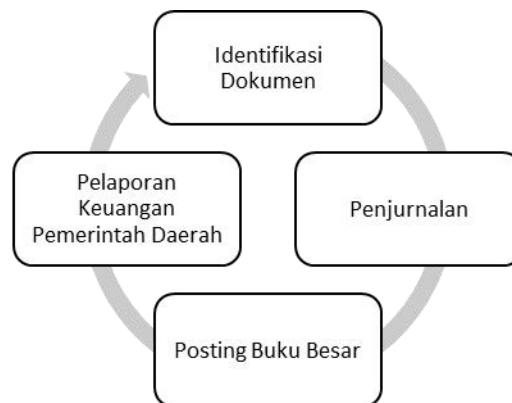 Identifikasi
Dokumen
Penjurnalan
Posting Buku Besar
Pelaporan
Keuangan
Pemerintah Daerah